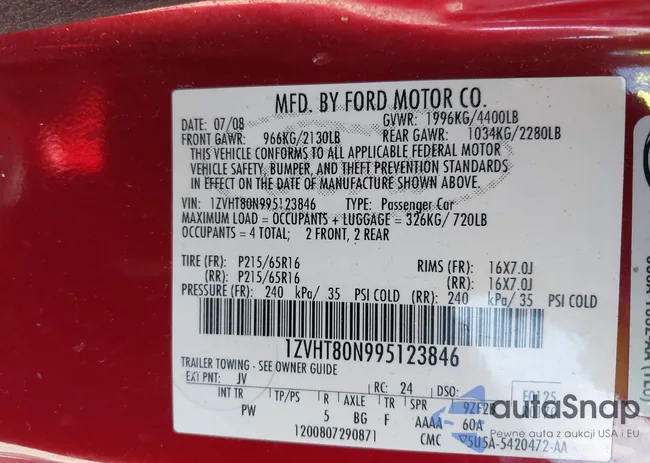 MFD. BY FORD MOTOR CO.
DATE: 07/08 GVWR: 1996KG/4400LB
FRONT GAWR: 966KG/2130LB REAR GAWR: 1034KG/2280LB
THIS VEHICLE CONFORMS TO ALL APPLICABLE FEDERAL MOTOR
VEHICLE SAFETY, BUMPER, AND THEFT PREVENTION STANDARDS
IN EFFECT ON THE DATE OF MANUFACTURE SHOWN ABOVE.
VIN: 1ZVHT80N995123846 TYPE: Passenger Car
MAXIMUM LOAD = OCCUPANTS + LUGGAGE = 326KG/ 720LB
OCCUPANTS = 4 TOTAL; 2 FRONT, 2 REAR
TIRE (FR): P215/65R16 RIMS (FR): 16X7.0J
(RR): P215/65R16 (RR): 16X7.0J
PRESSURE (FR): 240 kPa/ 35 PSI COLD (RR): 240 kPa/ 35 PSI COLD
1ZVHT80N995123846
TRAILER TOWING - SEE OWNER GUIDE
EXT PNT: JV RC: 24 DSO: F0125
INT TR TP/PS R AXLE TR SPR
PW 5 BG F AAAA 60A
1200807290871 CMC 5U5A-5420472-AA
autoSnap
Pewne auta z aukcji USA i EU